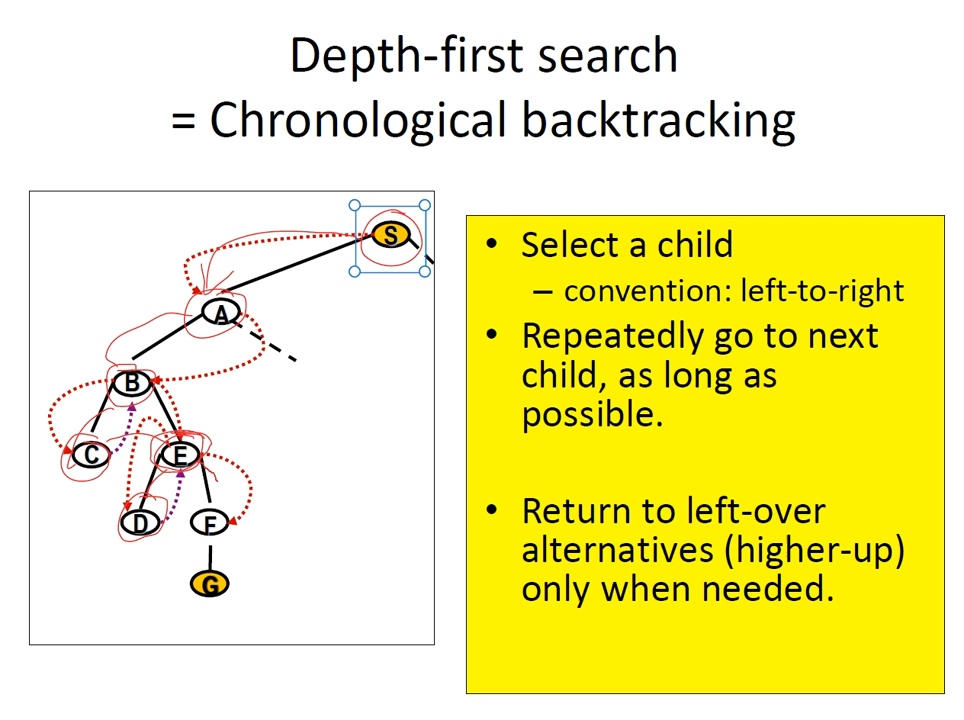 Depth-first search
= Chronological backtracking
S
A
B
C
E
D
F
G
• Select a child
– convention: left-to-right
• Repeatedly go to next
child, as long as
possible.
• Return to left-over
alternatives (higher-up)
only when needed.